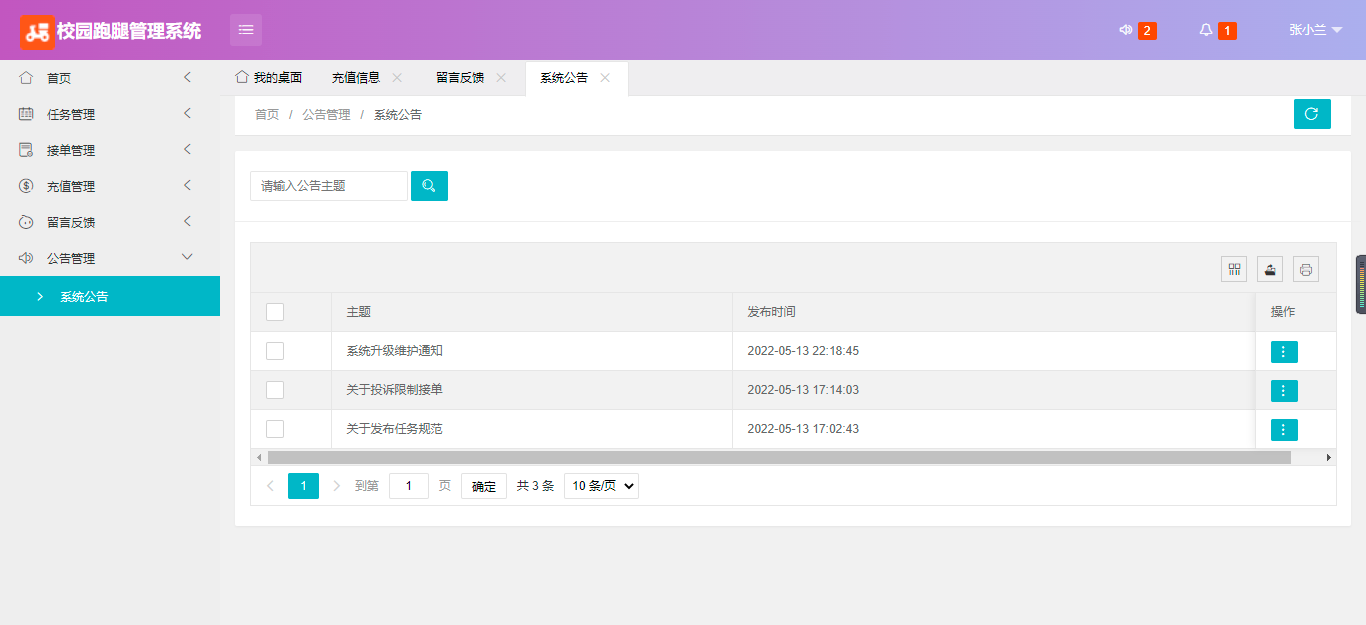 校园跑腿管理系统
2
1
张小兰
首页
任务管理
接单管理
充值管理
留言反馈
公告管理
系统公告
我的桌面 充值信息 留言反馈 系统公告
首页 / 公告管理 / 系统公告
请输入公告主题
主题 发布时间 操作
系统升级维护通知 2022-05-13 22:18:45
关于投诉限制接单 2022-05-13 17:14:03
关于发布任务规范 2022-05-13 17:02:43
1 到第 1 页 确定 共 3 条 10 条/页